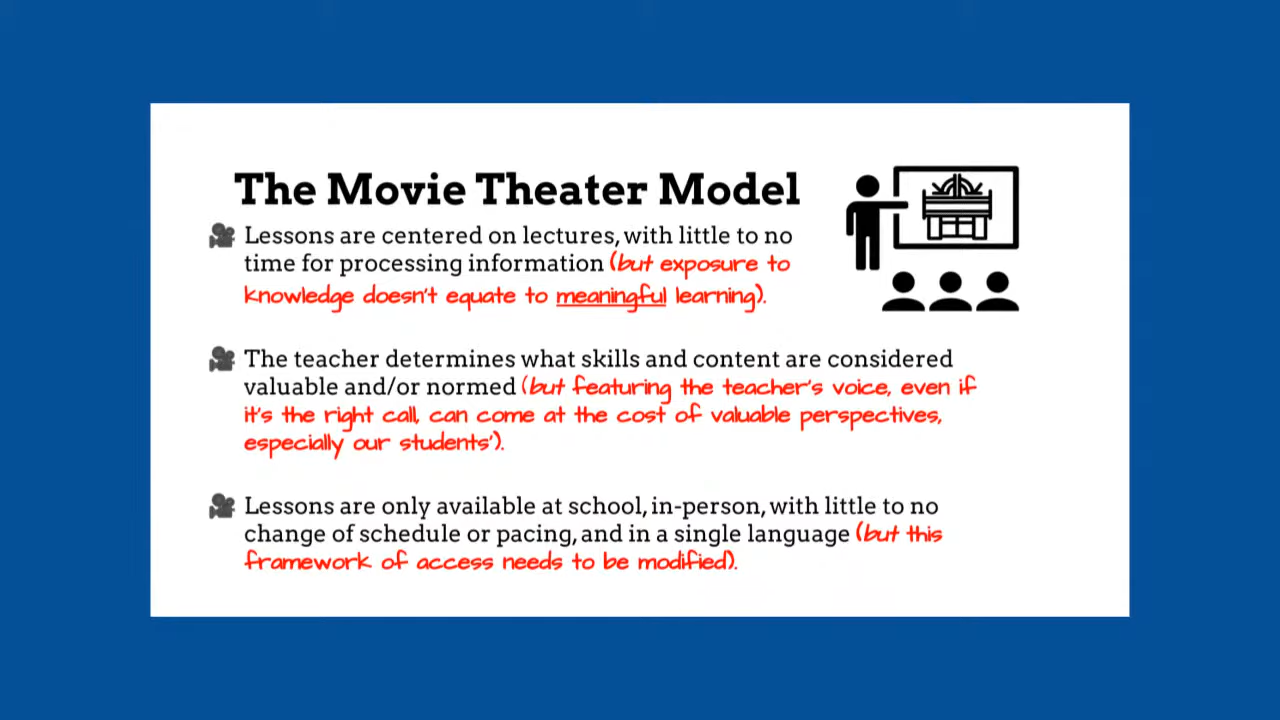 The Movie Theater Model
Lessons are centered on lectures, with little to no
time for processing information (but exposure to
knowledge doesn't equate to meaningful learning).
The teacher determines what skills and content are considered
valuable and/or normed (but featuring the teacher's voice, even if
it's the right call, can come at the cost of valuable perspectives,
especially our students').
Lessons are only available at school, in-person, with little to no
change of schedule or pacing, and in a single language (but this
framework of access needs to be modified).